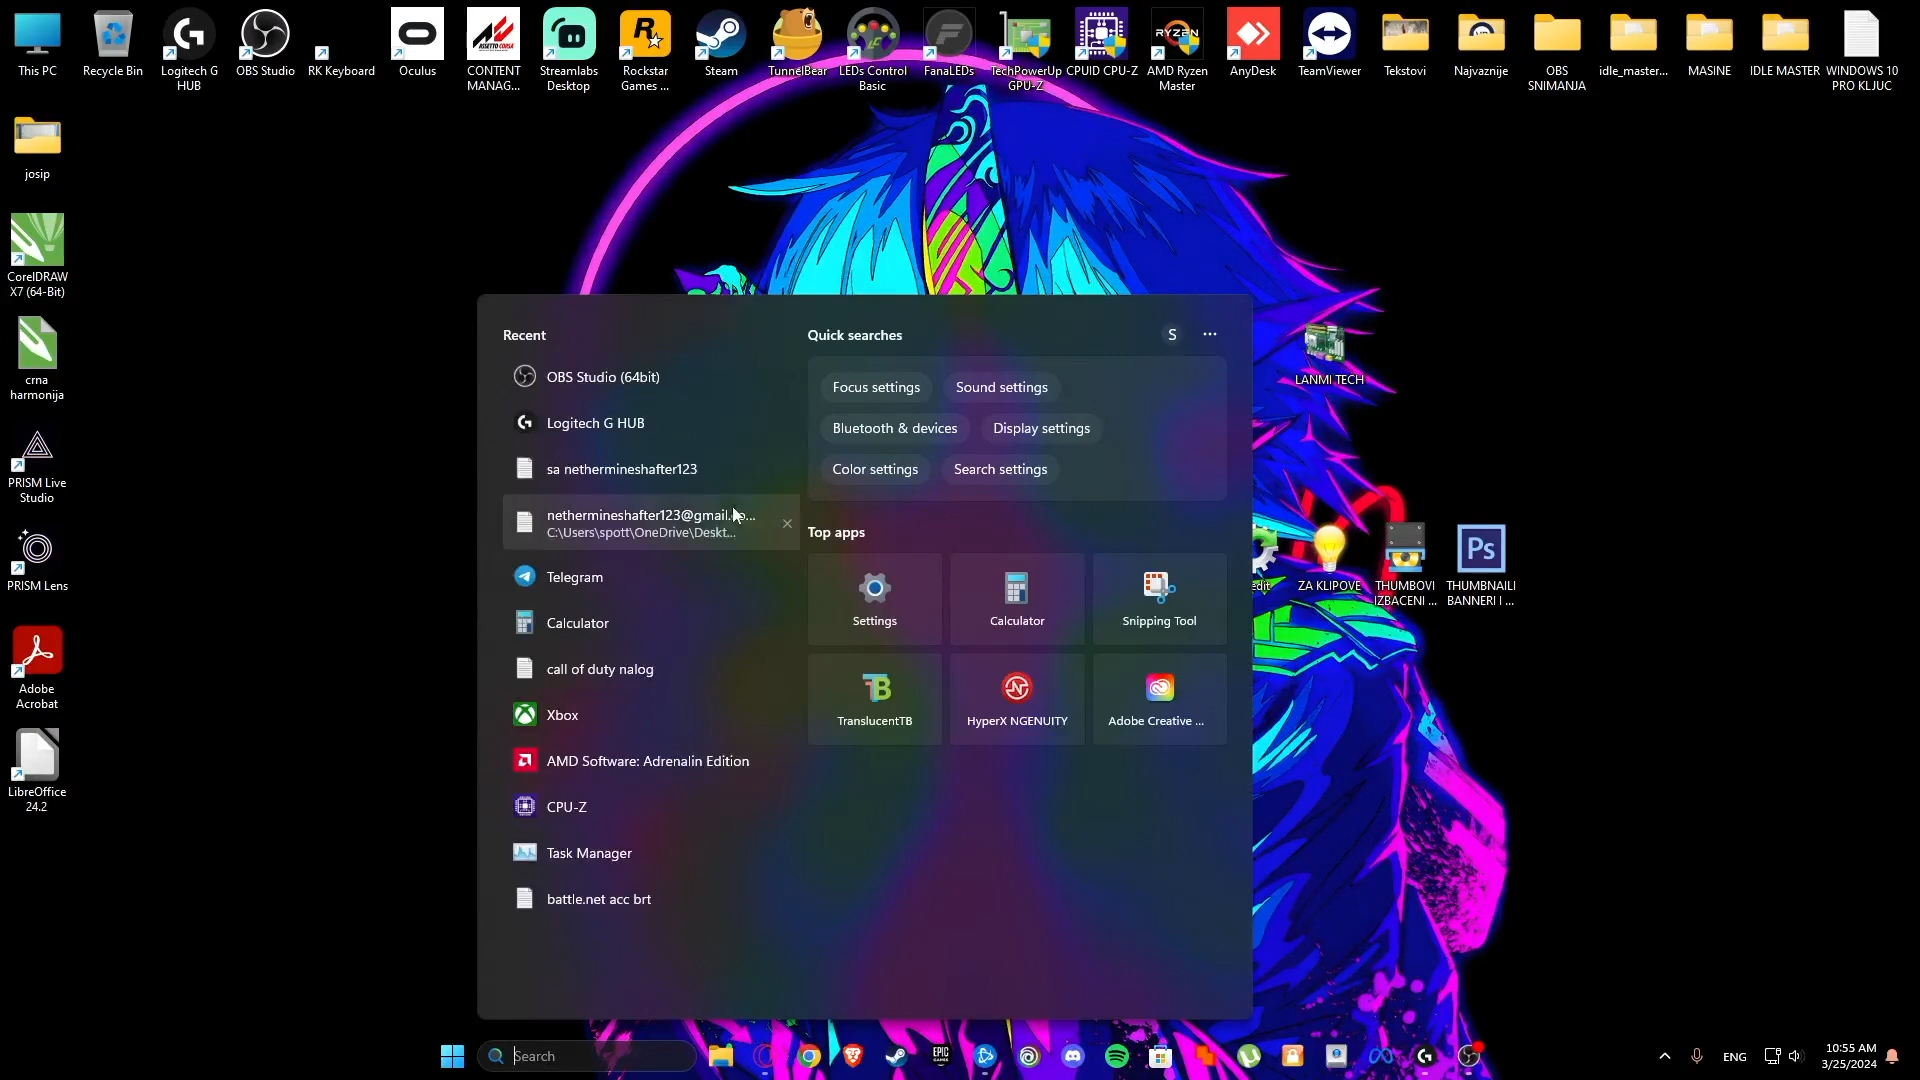 This PC
Recycle Bin
Logitech G
HUB
OBS Studio
RK Keyboard
Oculus
CONTENT
MANAG...
Streamlabs
Desktop
Rockstar
Games ...
Steam
TunnelBear
LEDs Control
Basic
FanaLEDs
TechPowerUp
GPU-Z
CPUID CPU-Z
AMD Ryzen
Master
AnyDesk
TeamViewer
Tekstovi
Najvaznije
OBS
SNIMANJA
idle_master...
MASINE
IDLE MASTER
WINDOWS 10
PRO KLJUC
josip
CorelDRAW
X7 (64-Bit)
crna
harmonija
PRISM Live
Studio
PRISM Lens
Adobe
Acrobat
LibreOffice
24.2
Recent
OBS Studio (64bit)
Logitech G HUB
sa nethermineshafter123
nethermineshafter123@gmail.
C:\Users\spott\OneDrive\Deskt...
Telegram
Calculator
call of duty nalog
Xbox
AMD Software: Adrenalin Edition
CPU-Z
Task Manager
battle.net acc brt
Quick searches
S
Focus settings
Sound settings
Bluetooth & devices
Display settings
Color settings
Search settings
Top apps
Settings
Calculator
Snipping Tool
TranslucentTB
HyperX NGENUITY
Adobe Creative ...
LANMI TECH
ZA KLIPOVE
THUMBOVI
IZBACENI ...
Ps
THUMBNAILI
BANNERI I ...
Search
ENG
10:55 AM
3/25/2024